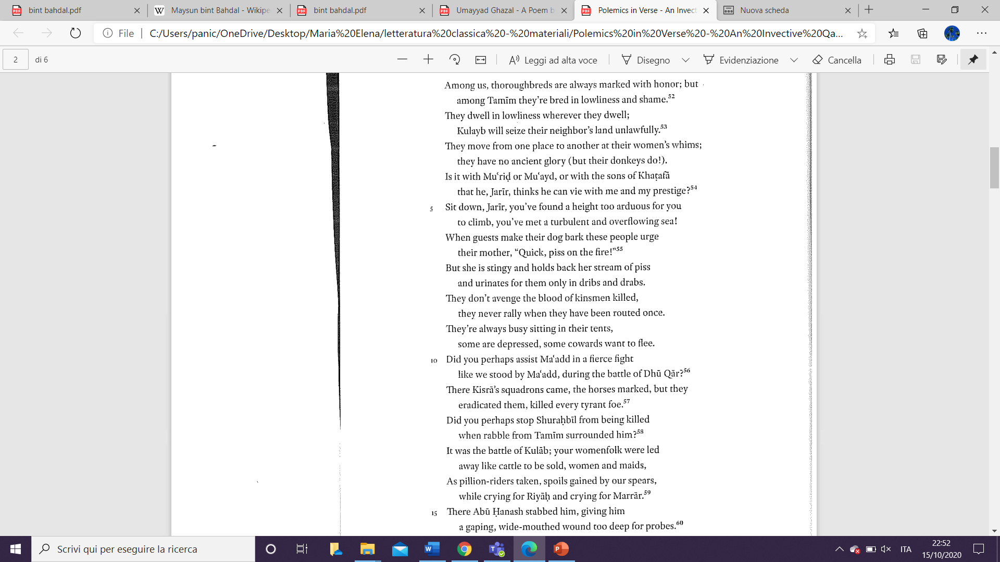 bint bahdal.pdf
Maysun bint Bahdal - Wikipe
bint bahdal.pdf
Umayyad Ghazal - A Poem b
Polemics in Verse - An Invect
Nuova scheda
File
C:/Users/panic/OneDrive/Desktop/Maria%20Elena/letteratura%20classica%20-%20materiali/Polemics%20in%20Verse%20-%20An%20Invective%20Qa...
2 di 6
Leggi ad alta voce
Disegno
Evidenziazione
Cancella
Among us, thoroughbreds are always marked with honor; but
among Tamīm they're bred in lowliness and shame.52
They dwell in lowliness wherever they dwell;
Kulayb will seize their neighbor's land unlawfully.53
They move from one place to another at their women's whims;
they have no ancient glory (but their donkeys do!).
Is it with Muʿriḍ or Muʿayd, or with the sons of Khaṭafā
that he, Jarīr, thinks he can vie with me and my prestige?54
5 Sit down, Jarīr, you've found a height too arduous for you
to climb, you've met a turbulent and overflowing sea!
When guests make their dog bark these people urge
their mother, "Quick, piss on the fire!"55
But she is stingy and holds back her stream of piss
and urinates for them only in dribs and drabs.
They don't avenge the blood of kinsmen killed,
they never rally when they have been routed once.
They're always busy sitting in their tents,
some are depressed, some cowards want to flee.
10 Did you perhaps assist Maʿadd in a fierce fight
like we stood by Maʿadd, during the battle of Dhū Qār?56
There Kisrā's squadrons came, the horses marked, but they
eradicated them, killed every tyrant foe.57
Did you perhaps stop Shuraḥbīl from being killed
when rabble from Tamīm surrounded him?58
It was the battle of Kulāb; your womenfolk were led
away like cattle to be sold, women and maids,
As pillion-riders taken, spoils gained by our spears,
while crying for Riyāḥ and crying for Marrār.59
15 There Abū Ḥanash stabbed him, giving him
a gaping, wide-mouthed wound too deep for probes.60
Scrivi qui per eseguire la ricerca
ITA
22:52
15/10/2020